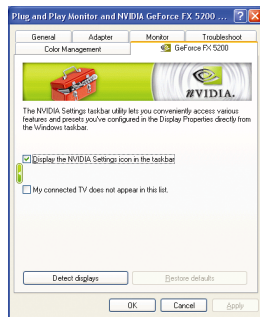 Plug and Play Monitor and NVIDIA GeForce FX 5200 ...
General Adapter Monitor Troubleshoot
Color Management GeForce FX 5200
NVIDIA.
The NVIDIA Settings taskbar utility lets you conveniently access various
features and presets you've configured in the Display Properties directly from
the Windows taskbar.
Display the NVIDIA Settings icon in the taskbar
My connected TV does not appear in this list.
Detect displays Restore defaults
OK Cancel Apply